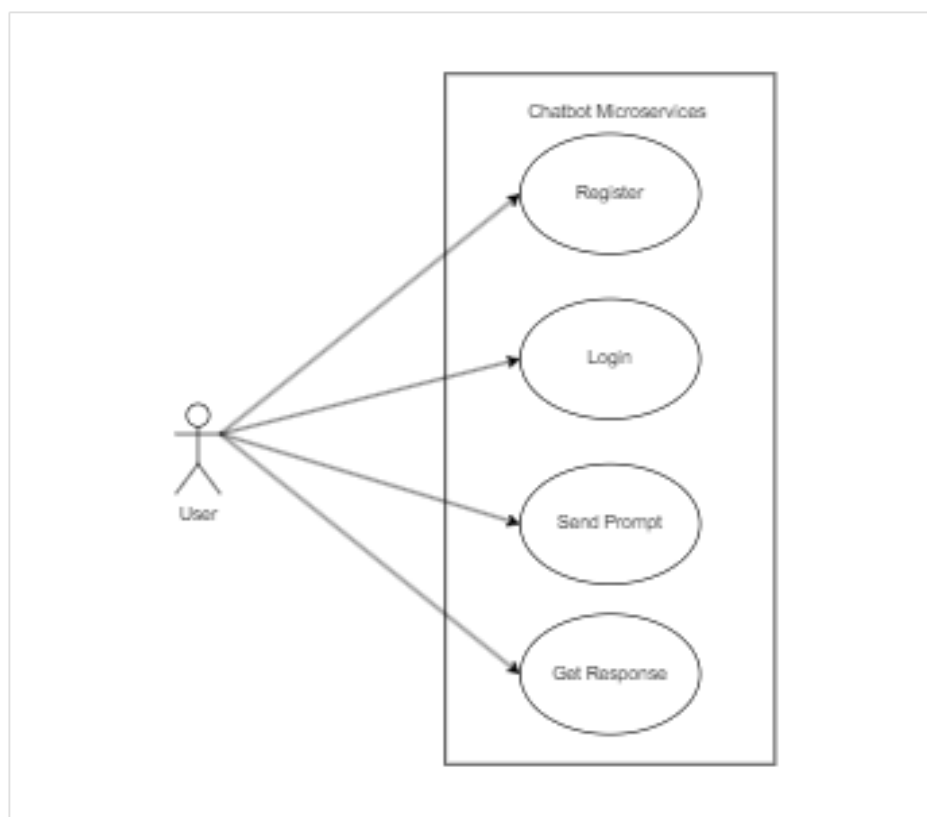 Chatbot Microservices
Register
Login
User
Send Prompt
Get Response